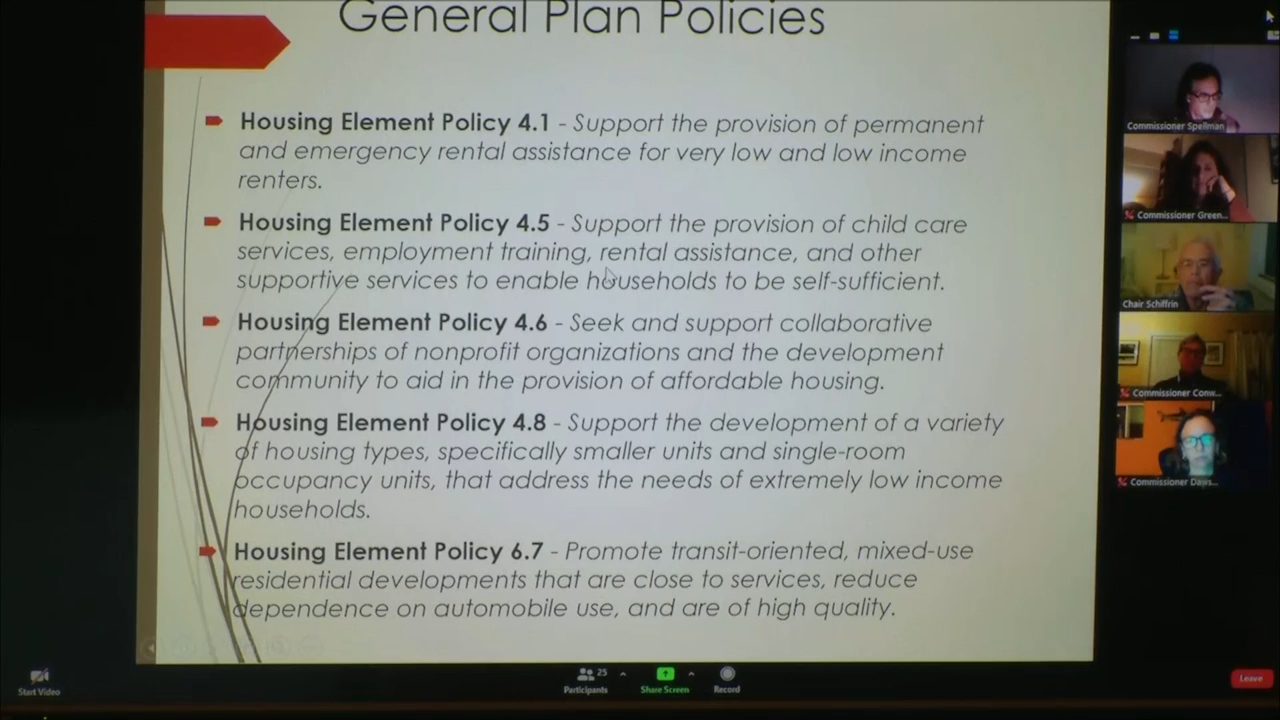 General Plan Policies
Housing Element Policy 4.1 - Support the provision of permanent
and emergency rental assistance for very low and low income
renters.
Housing Element Policy 4.5 - Support the provision of child care
services, employment training, rental assistance, and other
supportive services to enable households to be self-sufficient.
Housing Element Policy 4.6 - Seek and support collaborative
partnerships of nonprofit organizations and the development
community to aid in the provision of affordable housing.
Housing Element Policy 4.8 - Support the development of a variety
of housing types, specifically smaller units and single-room
occupancy units, that address the needs of extremely low income
households.
Housing Element Policy 6.7 - Promote transit-oriented, mixed-use
residential developments that are close to services, reduce
dependence on automobile use, and are of high quality.
Commissioner Spellman
Commissioner Green...
Chair Schiffrin
Commissioner Conw...
Commissioner Daws...
Start Video
25
Participants
Share Screen
Record
Leave